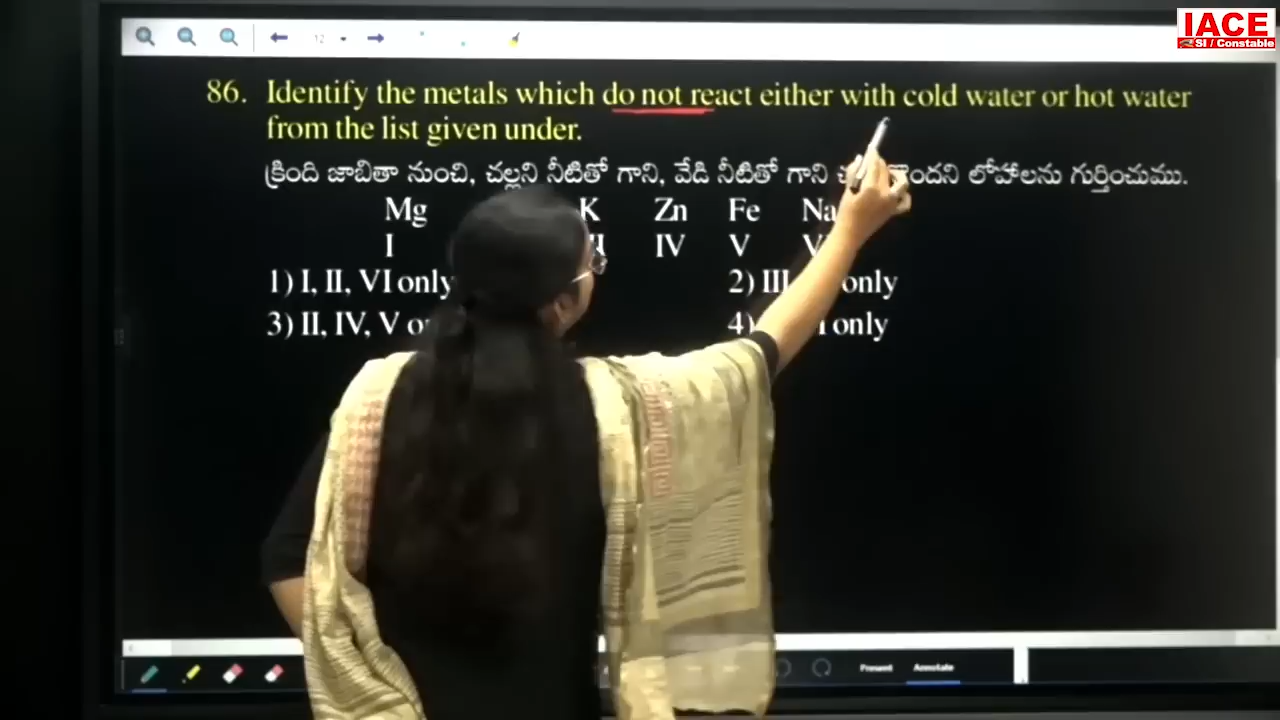 IACE
SI / Constable
12
86. Identify the metals which do not react either with cold water or hot water
from the list given under.
క్రింది జాబితా నుంచి, చల్లని నీటితో గాని, వేడి నీటితో గాని లోహాలను గుర్తించుము.
Mg K Zn Fe Na
I IV V
1) I, II, VI only 2) III only
3) II, IV, V 4) only
Present Annotate